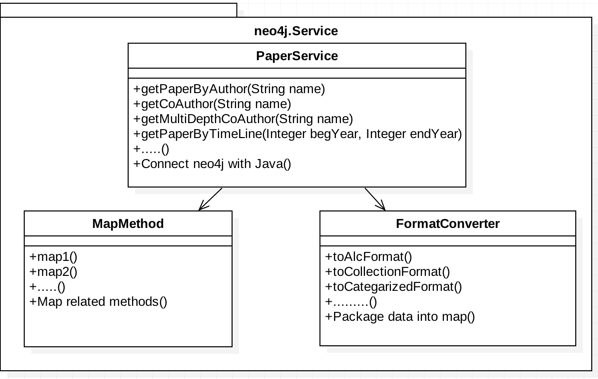 neo4j.Service
PaperService
+getPaperByAuthor(String name)
+getCoAuthor(String name)
+getMultiDepthCoAuthor(String name)
+getPaperByTimeLine(Integer begYear, Integer endYear)
+.....()
+Connect neo4j with Java()
MapMethod
+map1()
+map2()
+.....()
+Map related methods()
FormatConverter
+toAlcFormat()
+toCollectionFormat()
+toCategarizedFormat()
+.........()
+Package data into map()